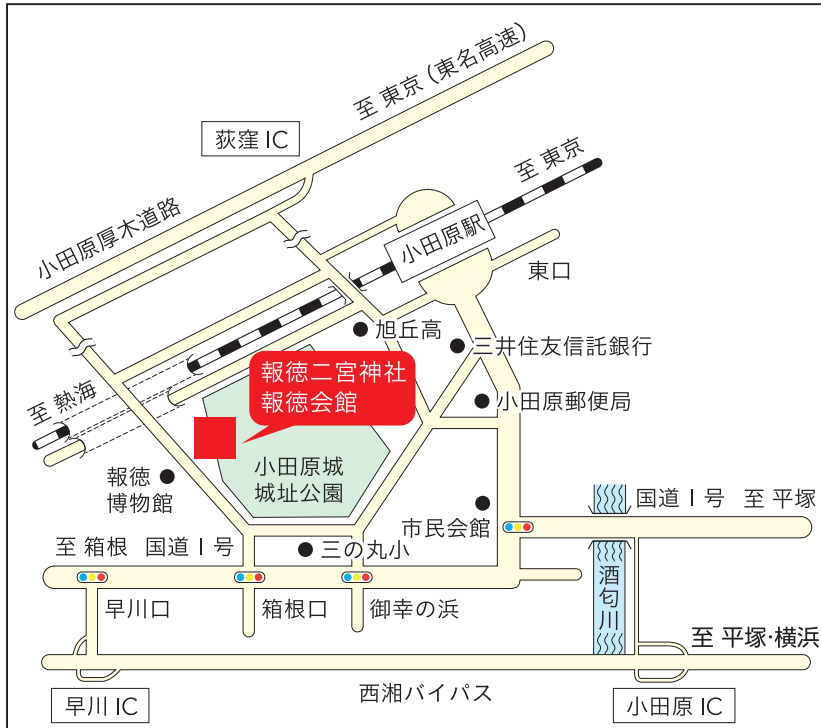 至 東京（東名高速）
荻窪 IC
至 東京
小田原厚木道路
小田原駅
東口
旭丘高
三井住友信託銀行
報徳二宮神社
報徳会館
小田原郵便局
至 熱海
小田原城
城址公園
報徳
博物館
国道1号 至 平塚
市民会館
至 箱根 国道1号
三の丸小
酒匂川
早川口
箱根口
御幸の浜
至 平塚・横浜
西湘バイパス
早川 IC
小田原 IC